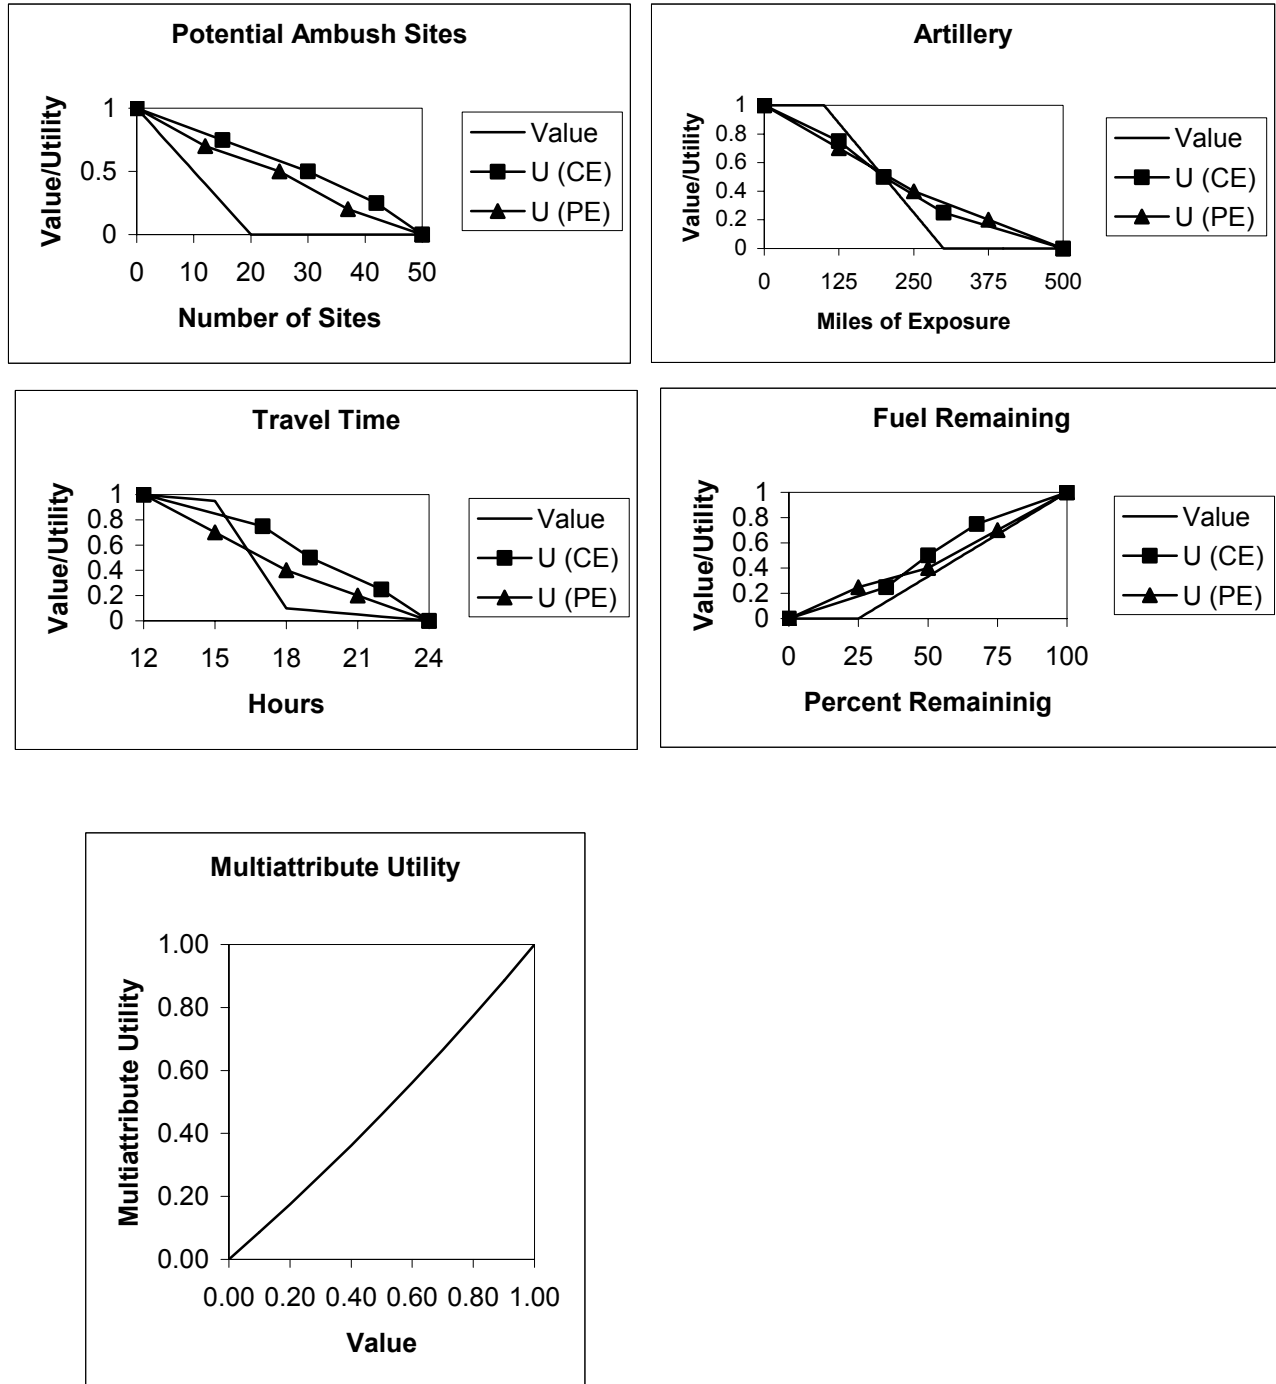 Potential Ambush Sites
Value/Utility
1
0.5
0
0 10 20 30 40 50
Number of Sites
Value
U (CE)
U (PE)
Artillery
Value/Utility
1
0.8
0.6
0.4
0.2
0
0 125 250 375 500
Miles of Exposure
Value
U (CE)
U (PE)
Travel Time
Value/Utility
1
0.8
0.6
0.4
0.2
0
12 15 18 21 24
Hours
Value
U (CE)
U (PE)
Fuel Remaining
Value/Utility
1
0.8
0.6
0.4
0.2
0
0 25 50 75 100
Percent Remaininig
Value
U (CE)
U (PE)
Multiattribute Utility
Multiattribute Utility
1.00
0.80
0.60
0.40
0.20
0.00
0.00 0.20 0.40 0.60 0.80 1.00
Value